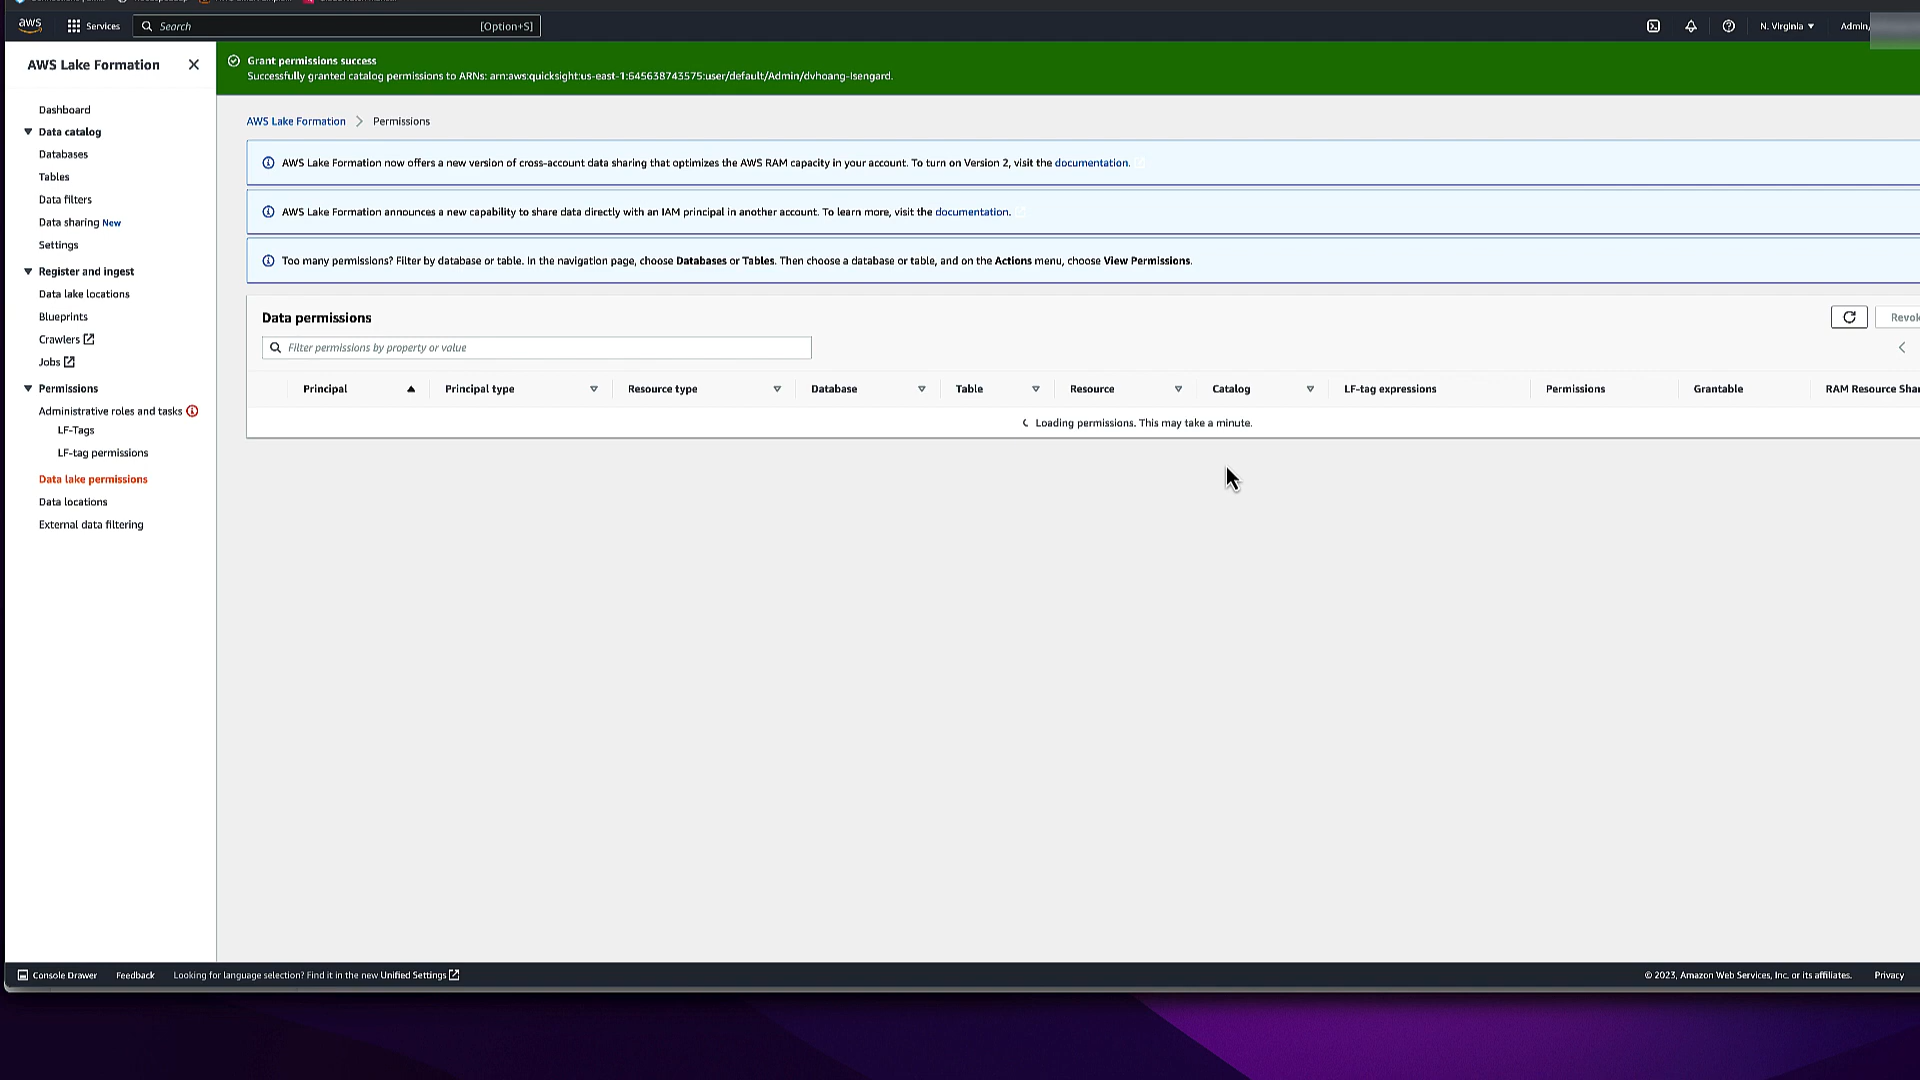 aws
Services
Search
[Option+S]
N. Virginia
Admin/
AWS Lake Formation
Dashboard
Data catalog
Databases
Tables
Data filters
Data sharing New
Settings
Register and ingest
Data lake locations
Blueprints
Crawlers
Jobs
Permissions
Administrative roles and tasks
LF-Tags
LF-tag permissions
Data lake permissions
Data locations
External data filtering
Grant permissions success
Successfully granted catalog permissions to ARNs: arn:aws:quicksight:us-east-1:645638743575:user/default/Admin/dvhoang-Isengard.
AWS Lake Formation > Permissions
AWS Lake Formation now offers a new version of cross-account data sharing that optimizes the AWS RAM capacity in your account. To turn on Version 2, visit the documentation.
AWS Lake Formation announces a new capability to share data directly with an IAM principal in another account. To learn more, visit the documentation.
Too many permissions? Filter by database or table. In the navigation page, choose Databases or Tables. Then choose a database or table, and on the Actions menu, choose View Permissions.
Data permissions
Revok
Filter permissions by property or value
Principal
Principal type
Resource type
Database
Table
Resource
Catalog
LF-tag expressions
Permissions
Grantable
RAM Resource Shar
Loading permissions. This may take a minute.
Console Drawer
Feedback
Looking for language selection? Find it in the new Unified Settings
© 2023, Amazon Web Services, Inc. or its affiliates.
Privacy